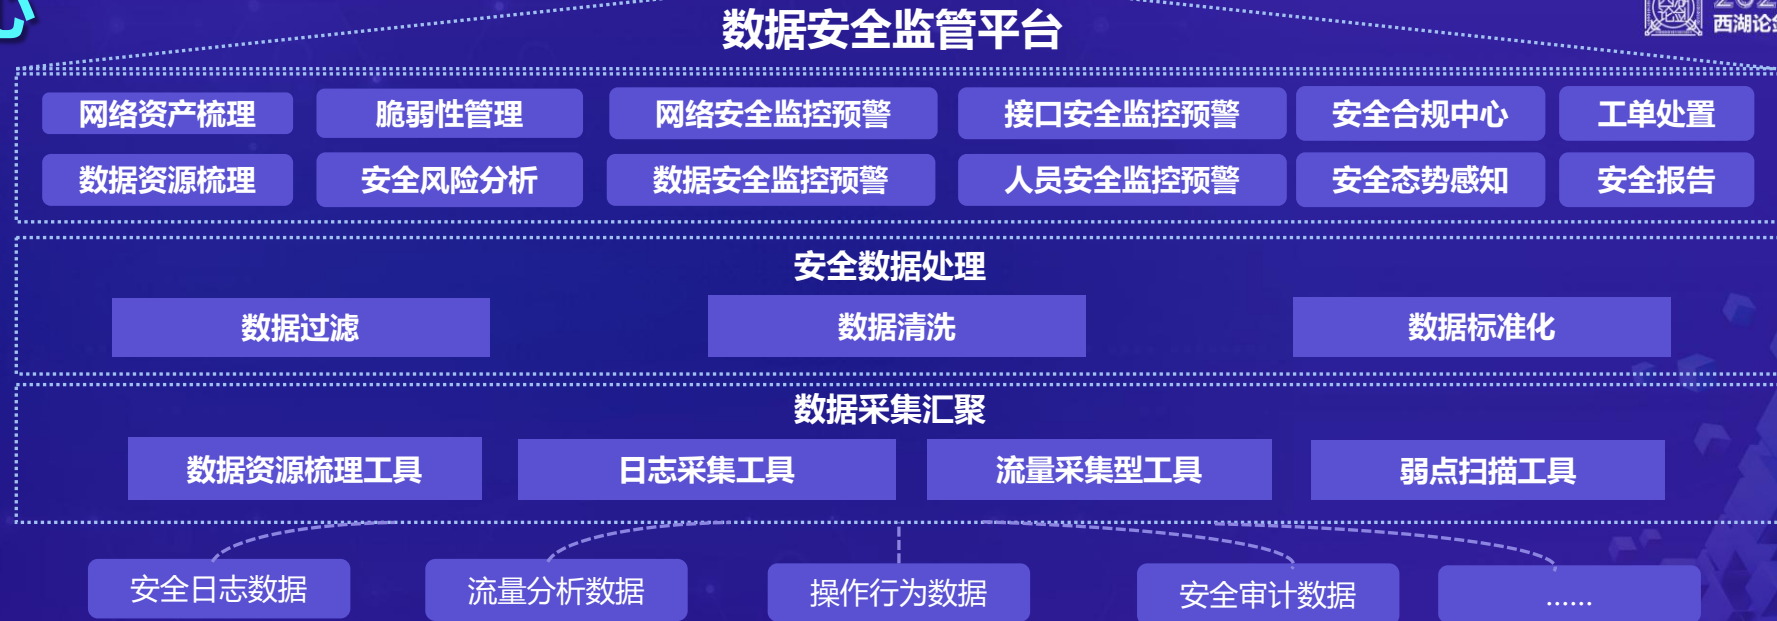 数据安全监管平台
网络资产梳理 脆弱性管理 网络安全监控预警 接口安全监控预警 安全合规中心 工单处置
数据资源梳理 安全风险分析 数据安全监控预警 人员安全监控预警 安全态势感知 安全报告
安全数据处理
数据过滤 数据清洗 数据标准化
数据采集汇聚
数据资源梳理工具 日志采集工具 流量采集型工具 弱点扫描工具
安全日志数据 流量分析数据 操作行为数据 安全审计数据 ......
西湖论